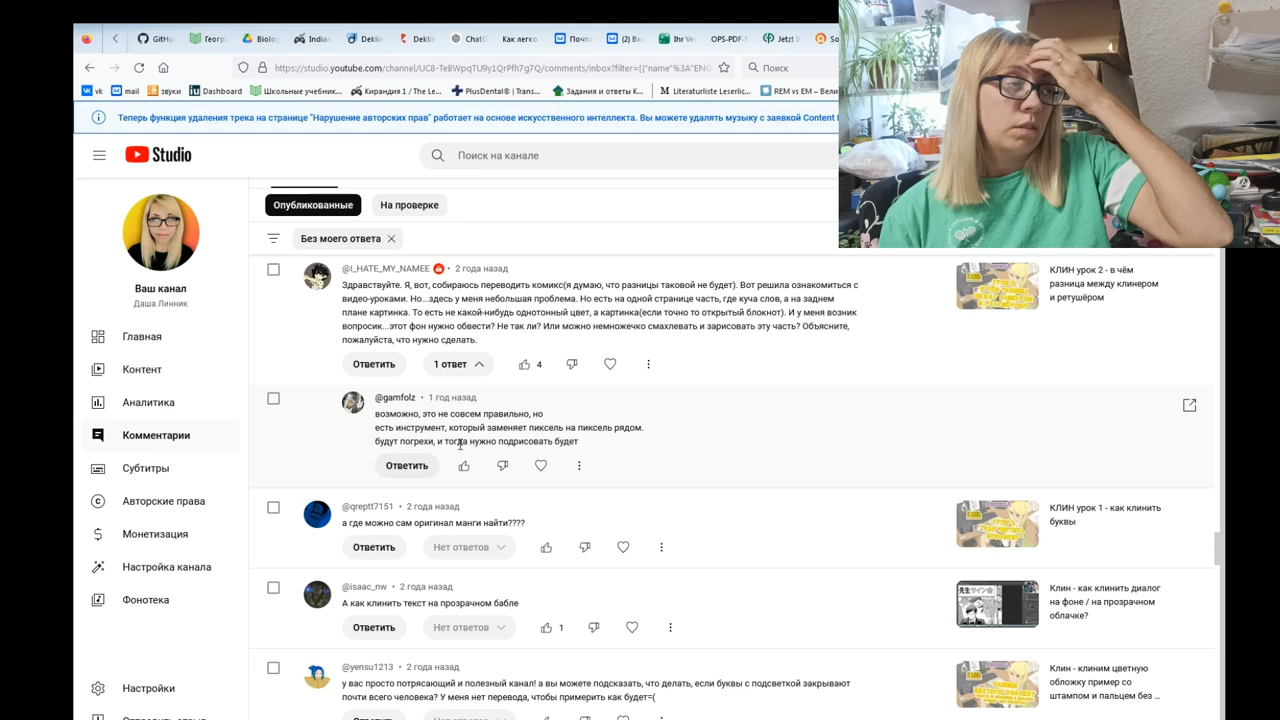 GitHu
Геогр
Биоло
Indian
Dekli
Dekli
ChatG
Как легко
Почта
(2) Вх
Ihr Ve
OPS-PDF-S
Jetzt D
So
https://studio.youtube.com/channel/UC8-TeBWpqTU9y1QrPfh7g7Q/comments/inbox?filter=[{"name"%3A"ENG
Поиск
vk
mail
звуки
Dashboard
Школьные учебник...
Кирандия 1 / The Le...
PlusDental® | Trans...
Задания и ответы К...
Literaturliste Leserlic...
REM vs EM — Вели
Теперь функция удаления трека на странице "Нарушение авторских прав" работает на основе искусственного интеллекта. Вы можете удалять музыку с заявкой Content I
Studio
Поиск на канале
Ваш канал
Даша Линник
Главная
Контент
Аналитика
Комментарии
Субтитры
Авторские права
Монетизация
Настройка канала
Фонотека
Настройки
Опубликованные
На проверке
Без моего ответа
@I_HATE_MY_NAMEE • 2 года назад
Здравствуйте. Я, вот, собираюсь переводить комикс(я думаю, что разницы таковой не будет). Вот решила ознакомиться с
видео-уроками. Но...здесь у меня небольшая проблема. Но есть на одной странице часть, где куча слов, а на заднем
плане картинка. То есть не какой-нибудь однотонный цвет, а картинка(если точно то открытый блокнот). И у меня возник
вопросик...этот фон нужно обвести? Не так ли? Или можно немножечко смахлевать и зарисовать эту часть? Объясните,
пожалуйста, что нужно сделать.
Ответить
1 ответ
4
КЛИН урок 2 - в чём
разница между клинером
и ретушёром
@gamfolz • 1 год назад
возможно, это не совсем правильно, но
есть инструмент, который заменяет пиксель на пиксель рядом.
будут погрехи, и тогда нужно подрисовать будет
Ответить
@qreptt7151 • 2 года назад
а где можно сам оригинал манги найти????
Ответить
Нет ответов
КЛИН урок 1 - как клинить
буквы
@isaac_nw • 2 года назад
А как клинить текст на прозрачном бабле
Ответить
Нет ответов
1
Клин - как клинить диалог
на фоне / на прозрачном
облачке?
@yensu1213 • 2 года назад
у вас просто потрясающий и полезный канал! а вы можете подсказать, что делать, если буквы с подсветкой закрывают
почти всего человека? У меня нет перевода, чтобы примерить как будет=(
Клин - клиним цветную
обложку пример со
штампом и пальцем без ...